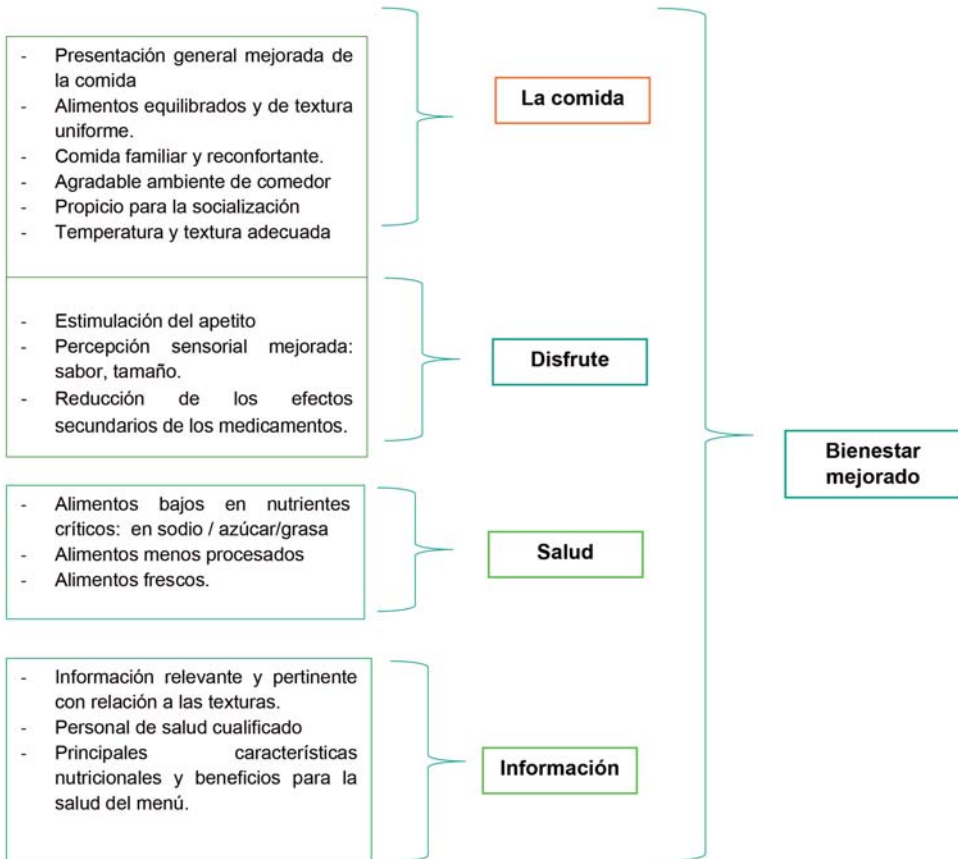 - Presentación general mejorada de
la comida
- Alimentos equilibrados y de textura
uniforme.
- Comida familiar y reconfortante.
- Agradable ambiente de comedor
- Propicio para la socialización
- Temperatura y textura adecuada
La comida
- Estimulación del apetito
- Percepción sensorial mejorada:
sabor, tamaño.
- Reducción de los efectos
secundarios de los medicamentos.
Disfrute
- Alimentos bajos en nutrientes
críticos: en sodio / azúcar/grasa
- Alimentos menos procesados
- Alimentos frescos.
Salud
- Información relevante y pertinente
con relación a las texturas.
- Personal de salud cualificado
- Principales características
nutricionales y beneficios para la
salud del menú.
Información
Bienestar
mejorado